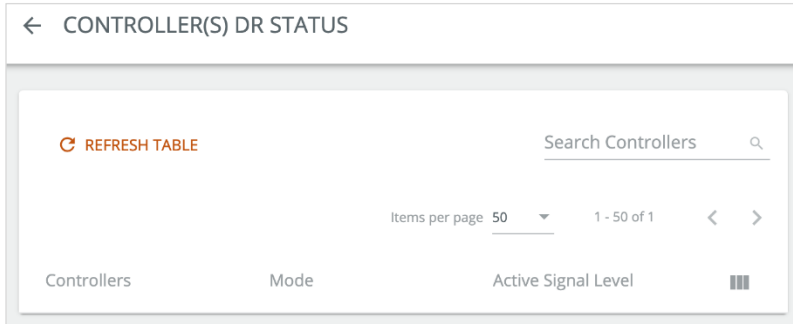 CONTROLLER(S) DR STATUS
REFRESH TABLE
Search Controllers
Items per page 50 1 - 50 of 1
Controllers Mode Active Signal Level